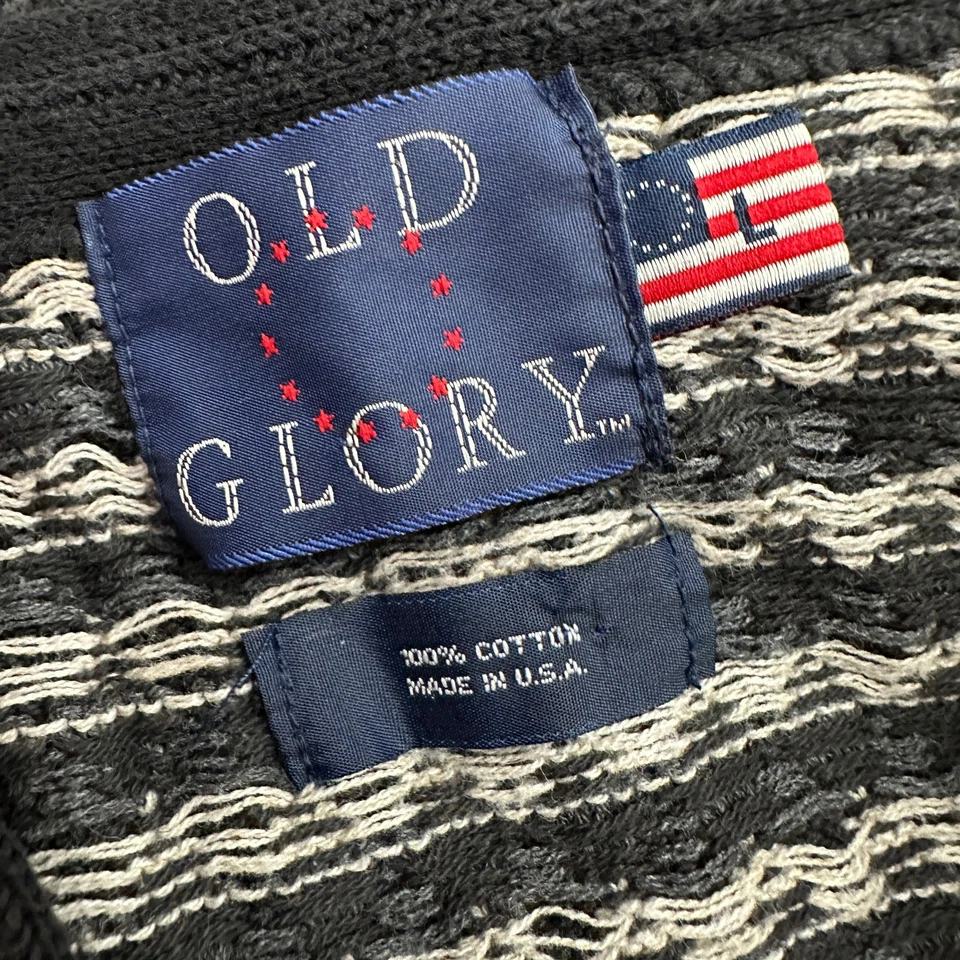 OLD
GLORY™
L
100% COTTON
MADE IN U.S.A.